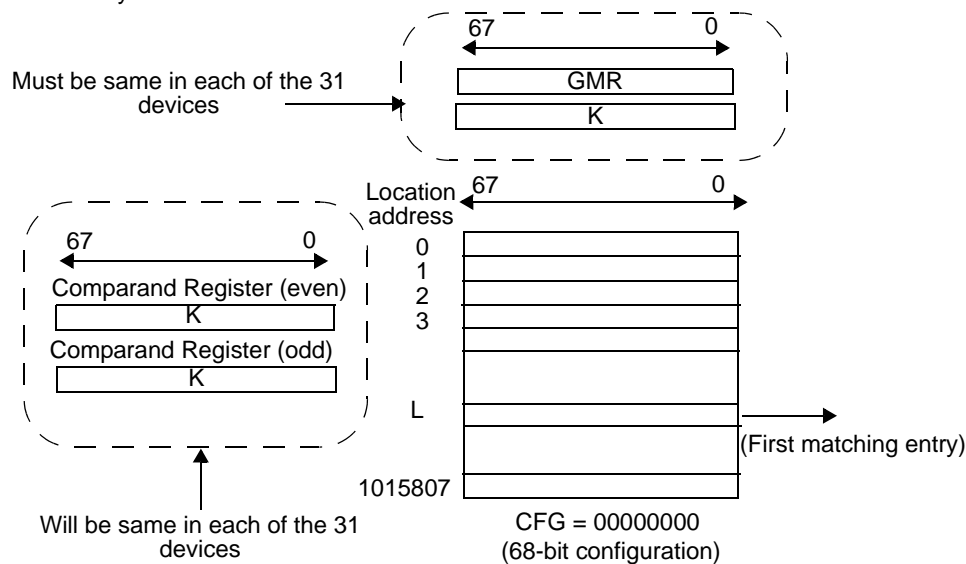 67 0
GMR
K
Must be same in each of the 31
devices
Location
address
67 0
0
1
2
3
L
1015807
(First matching entry)
CFG = 00000000
(68-bit configuration)
67 0
Comparand Register (even)
K
Comparand Register (odd)
K
Will be same in each of the 31
devices